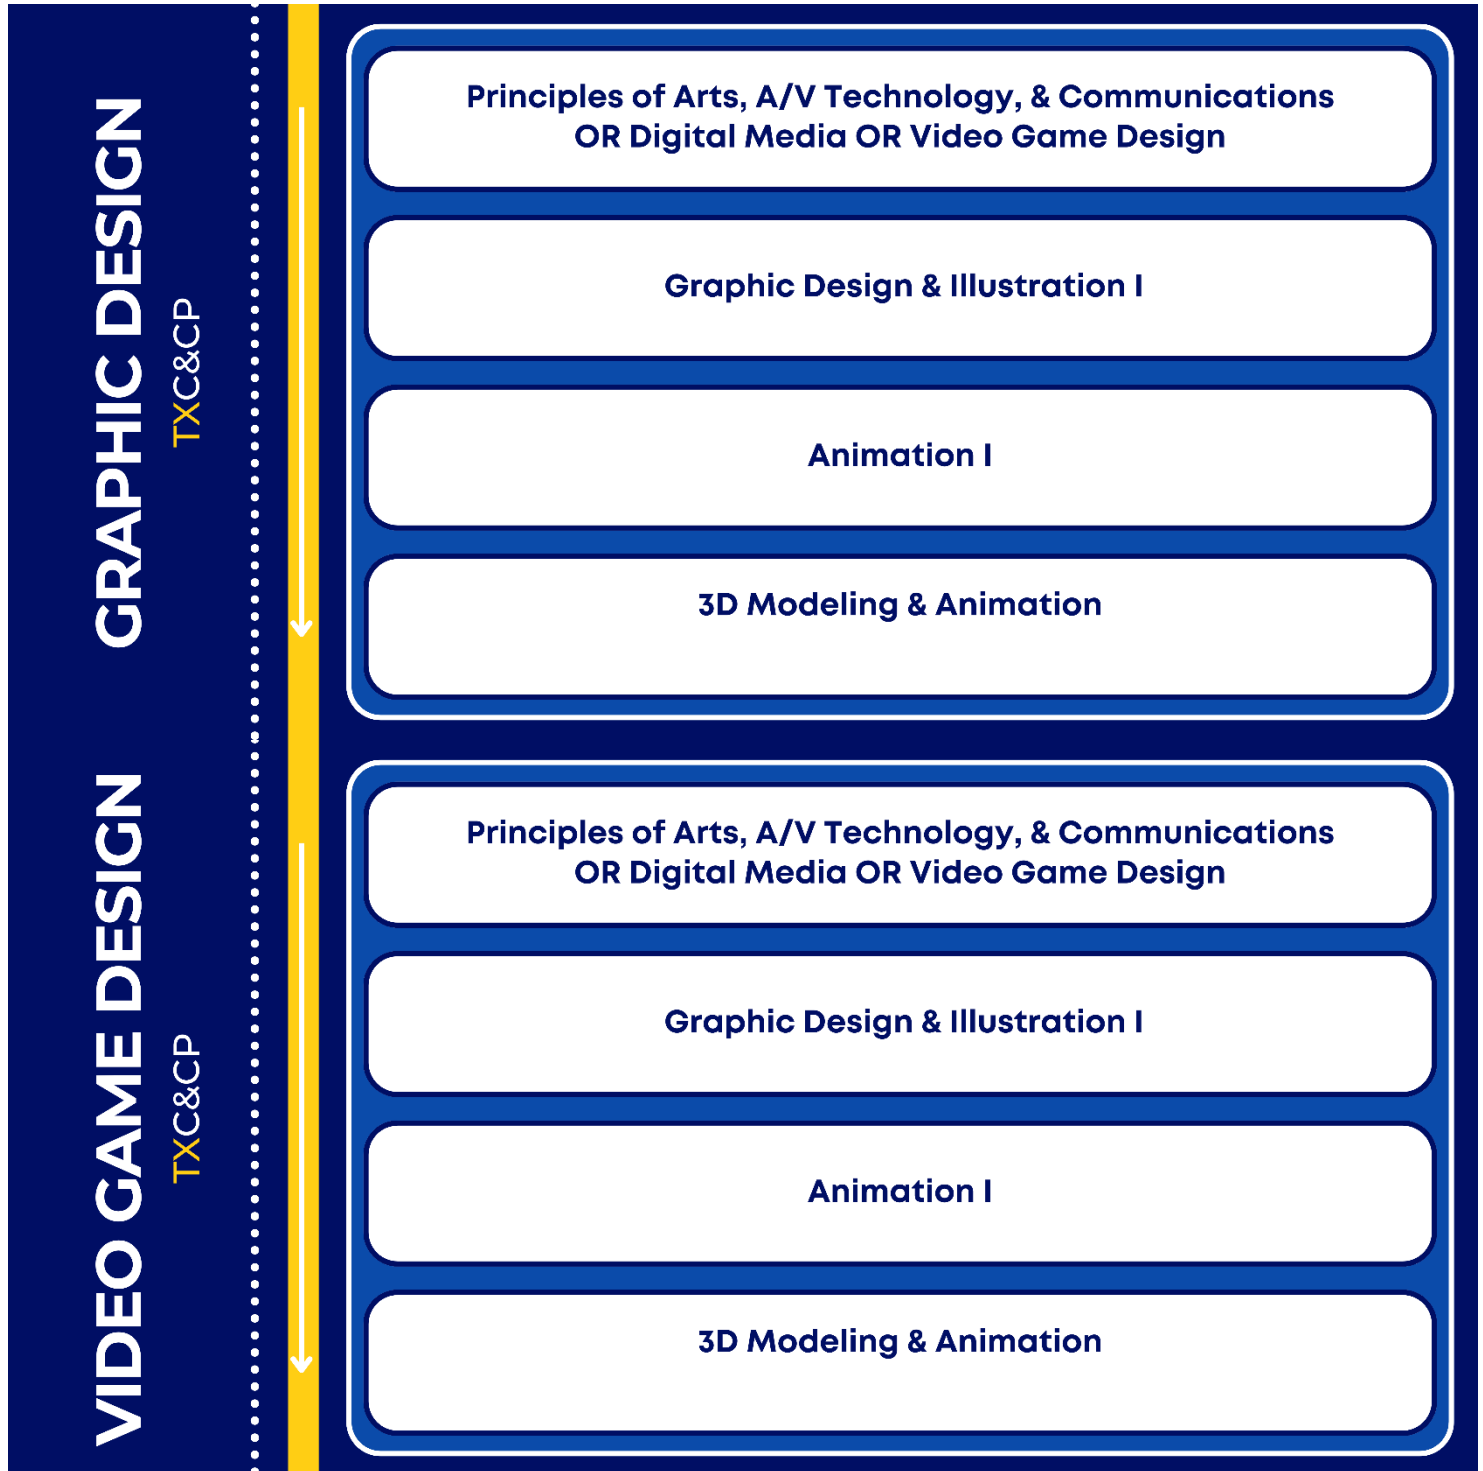 GRAPHIC DESIGN
TXC&CP
Principles of Arts, A/V Technology, & Communications
OR Digital Media OR Video Game Design
Graphic Design & Illustration I
Animation I
3D Modeling & Animation
VIDEO GAME DESIGN
TXC&CP
Principles of Arts, A/V Technology, & Communications
OR Digital Media OR Video Game Design
Graphic Design & Illustration I
Animation I
3D Modeling & Animation